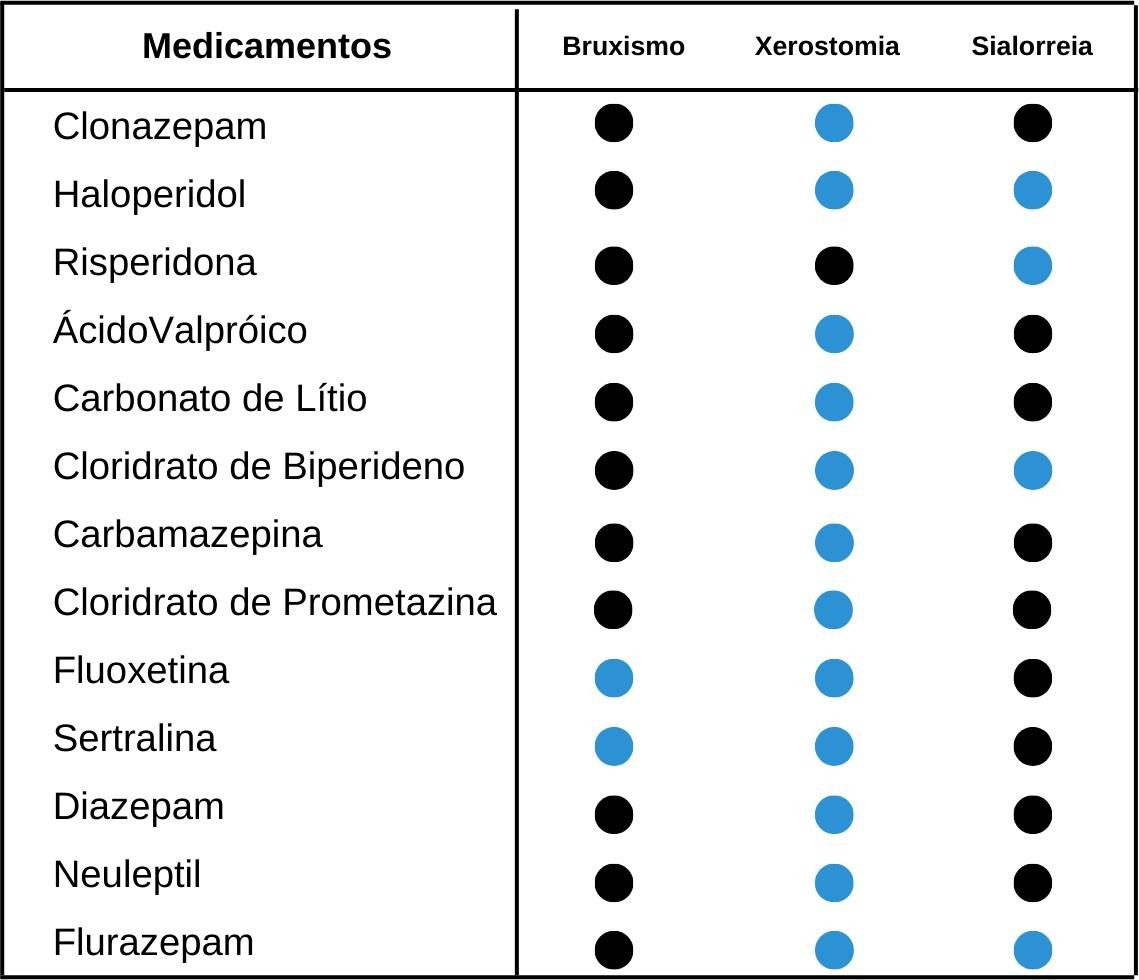 Medicamentos Bruxismo Xerostomia Sialorreia
Clonazepam
Haloperidol
Risperidona
ÁcidoValpróico
Carbonato de Lítio
Cloridrato de Biperideno
Carbamazepina
Cloridrato de Prometazina
Fluoxetina
Sertralina
Diazepam
Neuleptil
Flurazepam